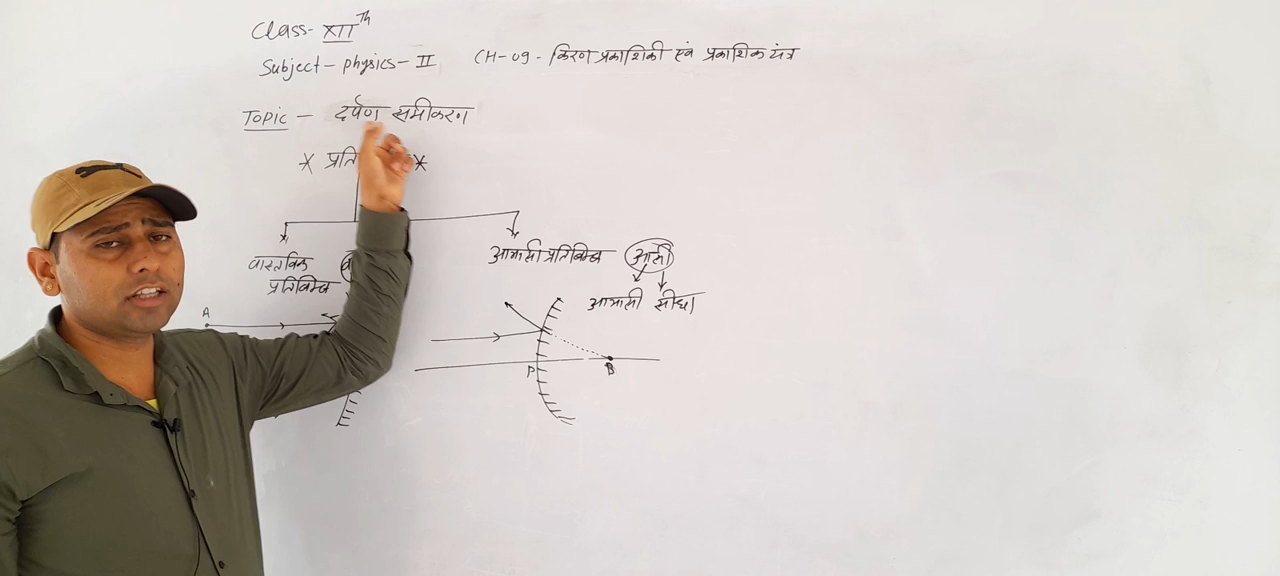 Class- XII Th
Subject- Physics- II CH-09- किरण प्रकाशिकी एवं प्रकाशिक यंत्र
Topic - दर्पण समीकरण
* प्रति *
वास्तविक आभासी प्रतिबिम्ब आसी
प्रतिबिम्ब
आभासी सीधा
A
P B